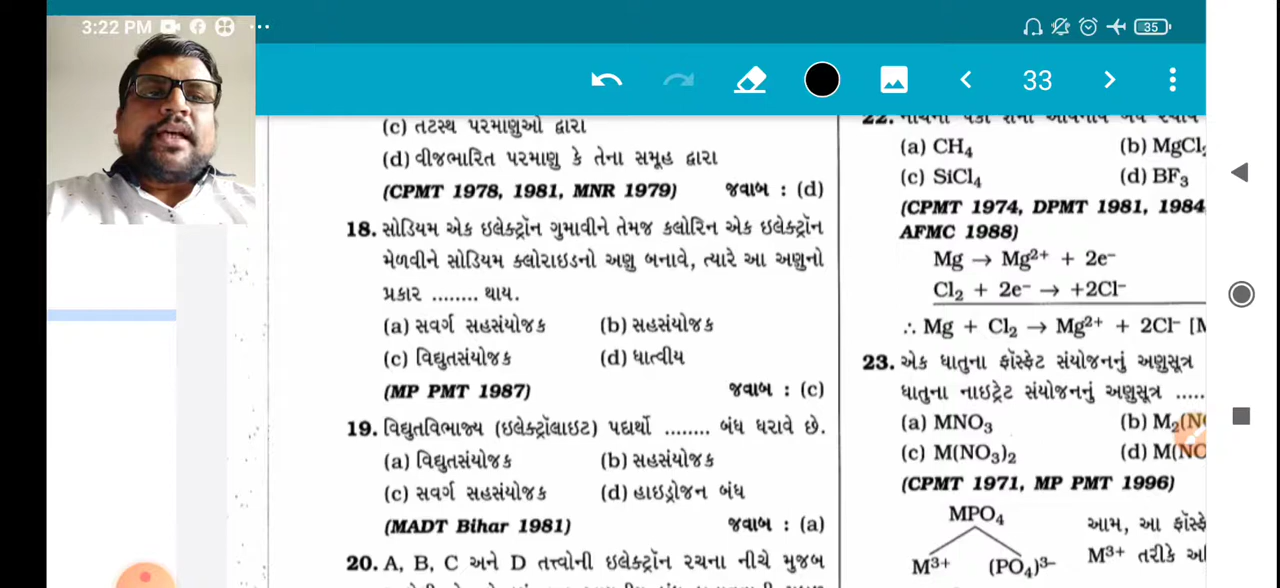 3:22 PM
35
33
(c) તટસ્થ પરમાણુઓ દ્વારા
(d) વીજભારિત પરમાણુ કે તેના સમૂહ દ્વારા
(CPMT 1978, 1981, MNR 1979) જવાબ : (d)
18. સોડિયમ એક ઇલેક્ટ્રૉન ગુમાવીને તેમજ કલોરિન એક ઇલેક્ટ્રૉન
મેળવીને સોડિયમ ક્લોરાઇડનો અણુ બનાવે, ત્યારે આ અણુનો
પ્રકાર ........ થાય.
(a) સવર્ગ સહસંયોજક (b) સહસંયોજક
(c) વિદ્યુતસંયોજક (d) ધાત્વીય
(MP PMT 1987) જવાબ : (c)
19. વિદ્યુતવિભાજ્ય (ઇલેક્ટ્રૉલાઇટ) પદાર્થો ........ બંધ ધરાવે છે.
(a) વિદ્યુતસંયોજક (b) સહસંયોજક
(c) સવર્ગ સહસંયોજક (d) હાઇડ્રોજન બંધ
(MADT Bihar 1981) જવાબ : (a)
20. A, B, C અને D તત્ત્વોની ઇલેક્ટ્રૉન રચના નીચે મુજબ
22.
(a) CH₄ (b) MgCl₂
(c) SiCl₄ (d) BF₃
(CPMT 1974, DPMT 1981, 1984
AFMC 1988)
Mg → Mg²⁺ + 2e⁻
Cl₂ + 2e⁻ → +2Cl⁻
∴ Mg + Cl₂ → Mg²⁺ + 2Cl⁻ [M
23. એક ધાતુના ફૉસ્ફેટ સંયોજનનું અણુસૂત્ર
ધાતુના નાઇટ્રેટ સંયોજનનું અણુસૂત્ર .....
(a) MNO₃ (b) M₂(N
(c) M(NO₃)₂ (d) M(NO
(CPMT 1971, MP PMT 1996)
MPO₄
M³⁺ (PO₄)³⁻
આમ, આ ફૉસ્ફે
M³⁺ તરીકે